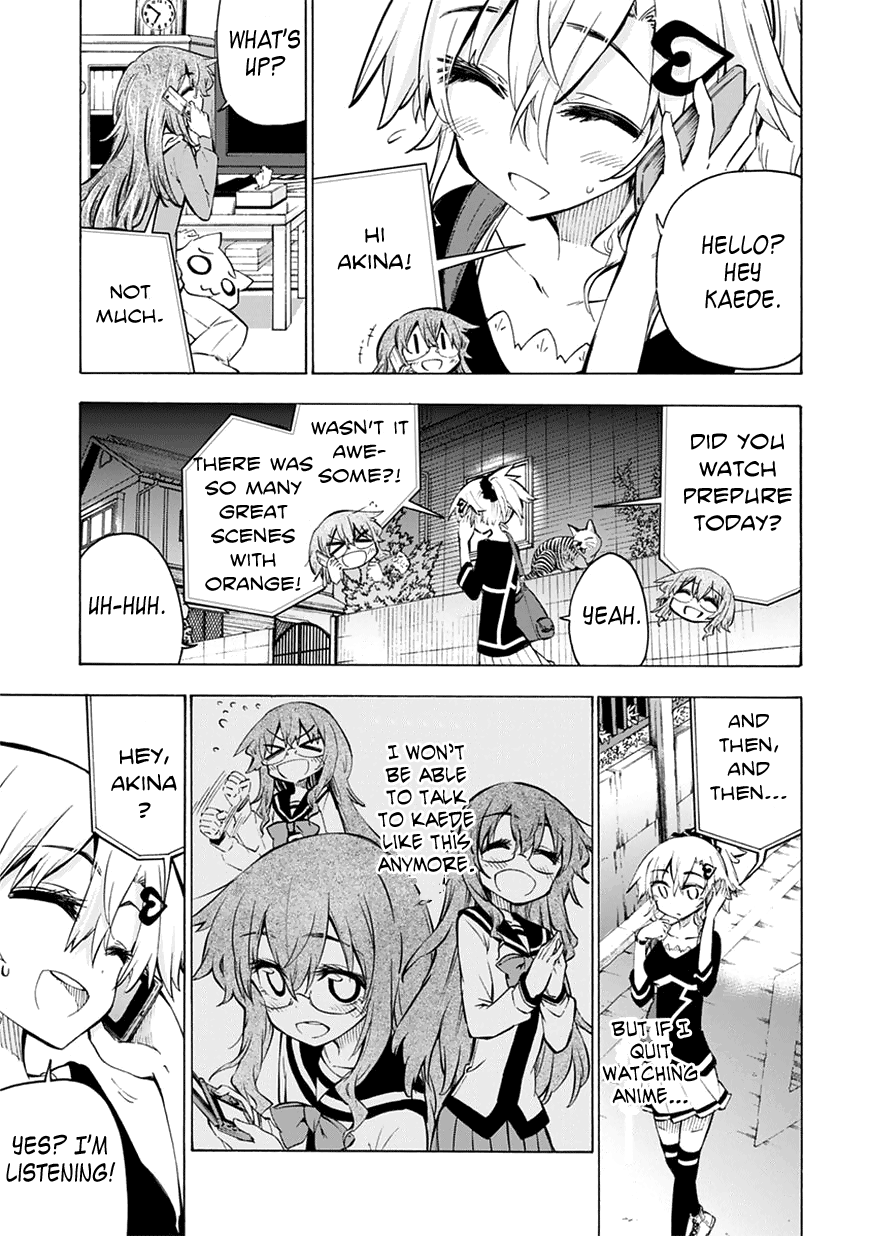 HELLO?
HEY
KAEDE.
HI
AKINA!
WHAT'S
UP?
NOT
MUCH.
DID YOU
WATCH
PREPURE
TODAY?
YEAH.
WASN'T IT
AWE-
SOME?!
THERE WAS
SO MANY
GREAT
SCENES
WITH
ORANGE!
UH-HUH.
AND
THEN,
AND
THEN...
BUT IF I
QUIT
WATCHING
ANIME...
I WON'T
BE ABLE
TO TALK
TO KAEDE
LIKE THIS
ANYMORE.
HEY,
AKINA
?
YES? I'M
LISTENING!